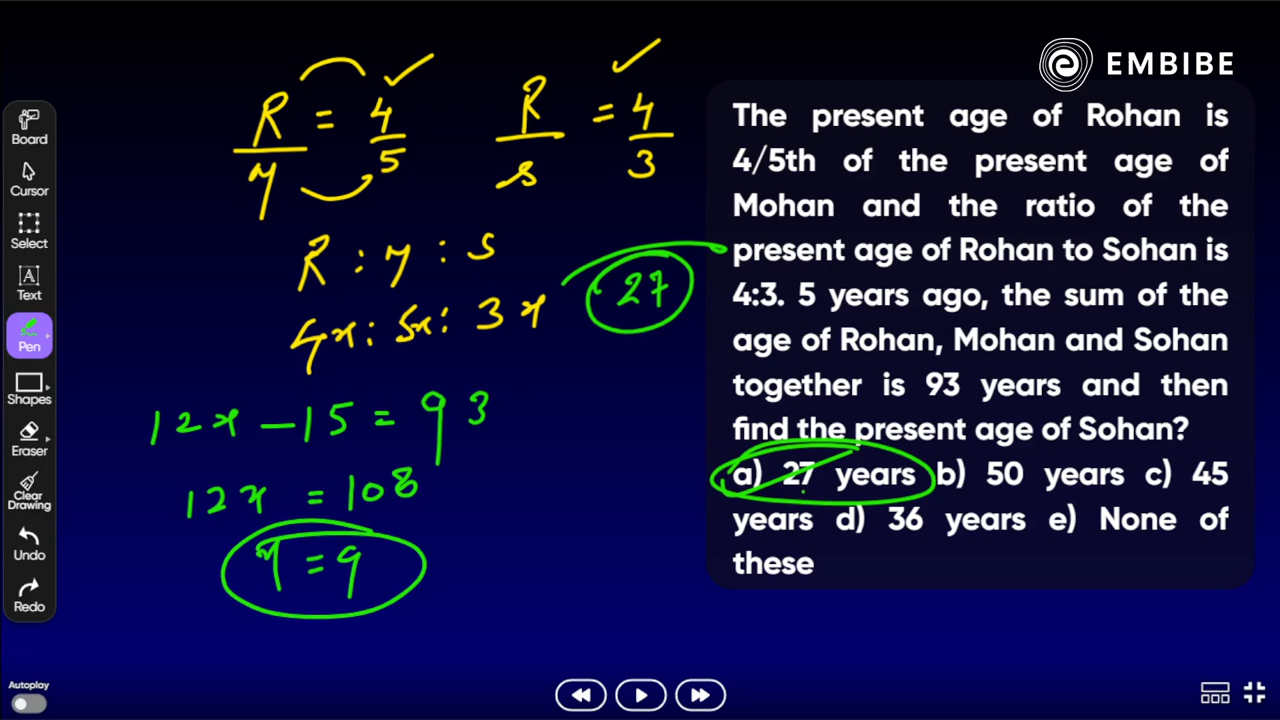 EMBIBE
Board
Cursor
Select
Text
Pen
Shapes
Eraser
Clear
Drawing
Undo
Redo
Autoplay
R = 4 R = 4
M 5 S 3
R : M : S
4x : 5x : 3x
27
12x - 15 = 93
12x = 108
x = 9
The present age of Rohan is
4/5th of the present age of
Mohan and the ratio of the
present age of Rohan to Sohan is
4:3. 5 years ago, the sum of the
age of Rohan, Mohan and Sohan
together is 93 years and then
find the present age of Sohan?
a) 27 years b) 50 years c) 45
years d) 36 years e) None of
these